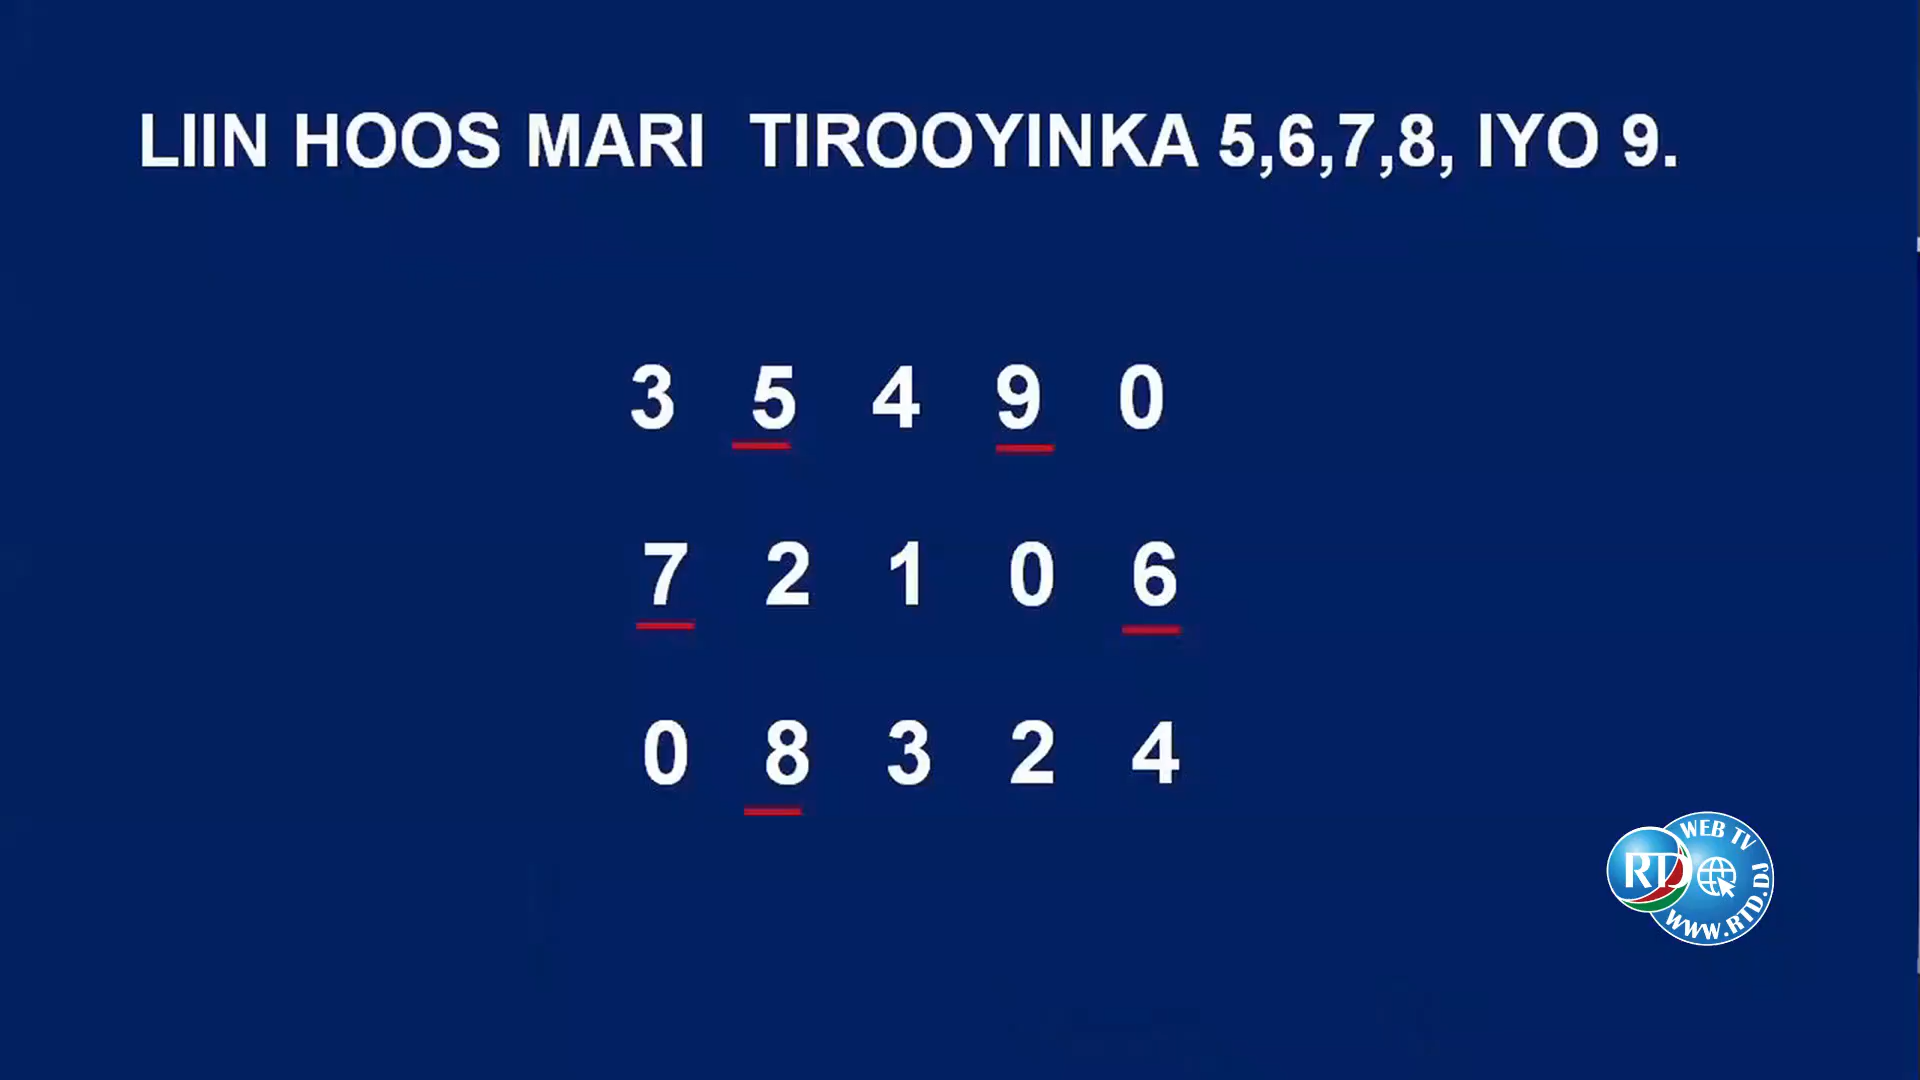 LIIN HOOS MARI TIROOYINKA 5,6,7,8, IYO 9.
3 5 4 9 0
7 2 1 0 6
0 8 3 2 4
WEB TV
RTD
WWW.RTD.DJ